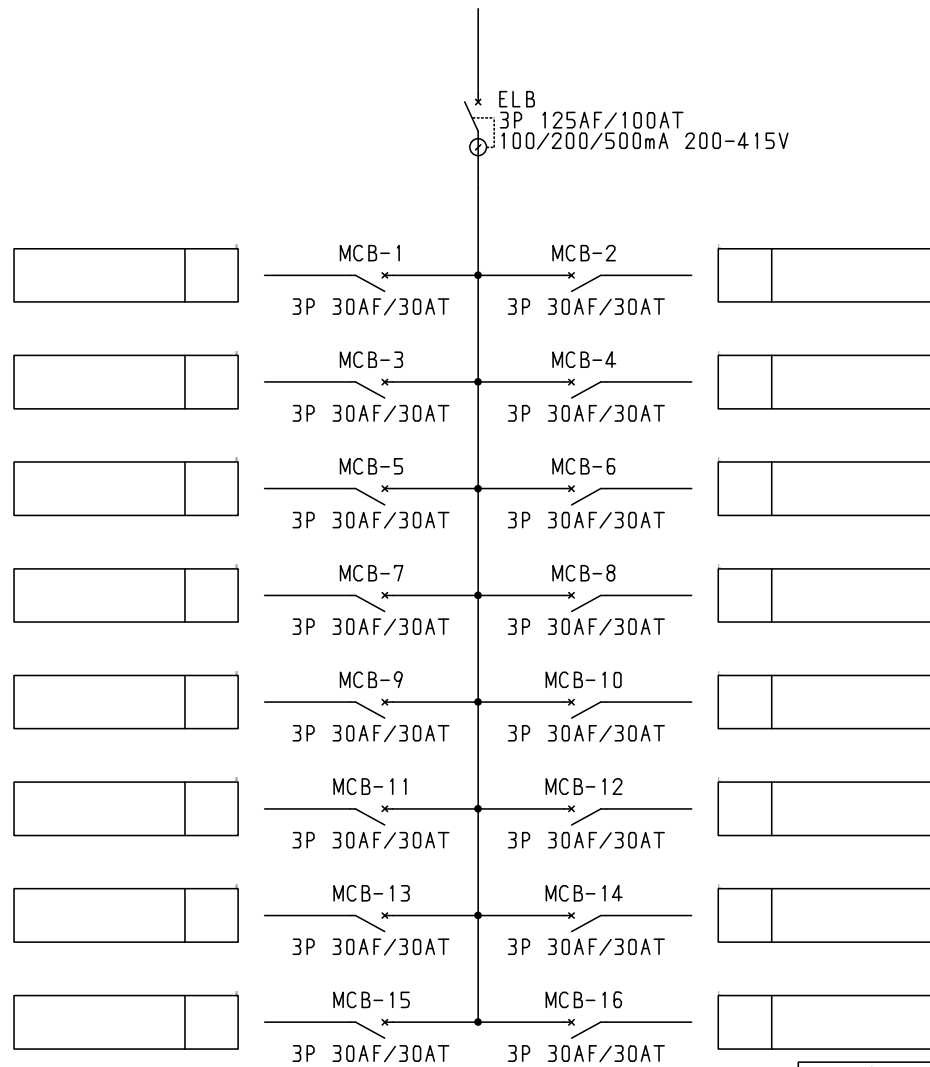 ELB
3P 125AF/100AT
100/200/500mA 200-415V
MCB-1 MCB-2
3P 30AF/30AT 3P 30AF/30AT
MCB-3 MCB-4
3P 30AF/30AT 3P 30AF/30AT
MCB-5 MCB-6
3P 30AF/30AT 3P 30AF/30AT
MCB-7 MCB-8
3P 30AF/30AT 3P 30AF/30AT
MCB-9 MCB-10
3P 30AF/30AT 3P 30AF/30AT
MCB-11 MCB-12
3P 30AF/30AT 3P 30AF/30AT
MCB-13 MCB-14
3P 30AF/30AT 3P 30AF/30AT
MCB-15 MCB-16
3P 30AF/30AT 3P 30AF/30AT